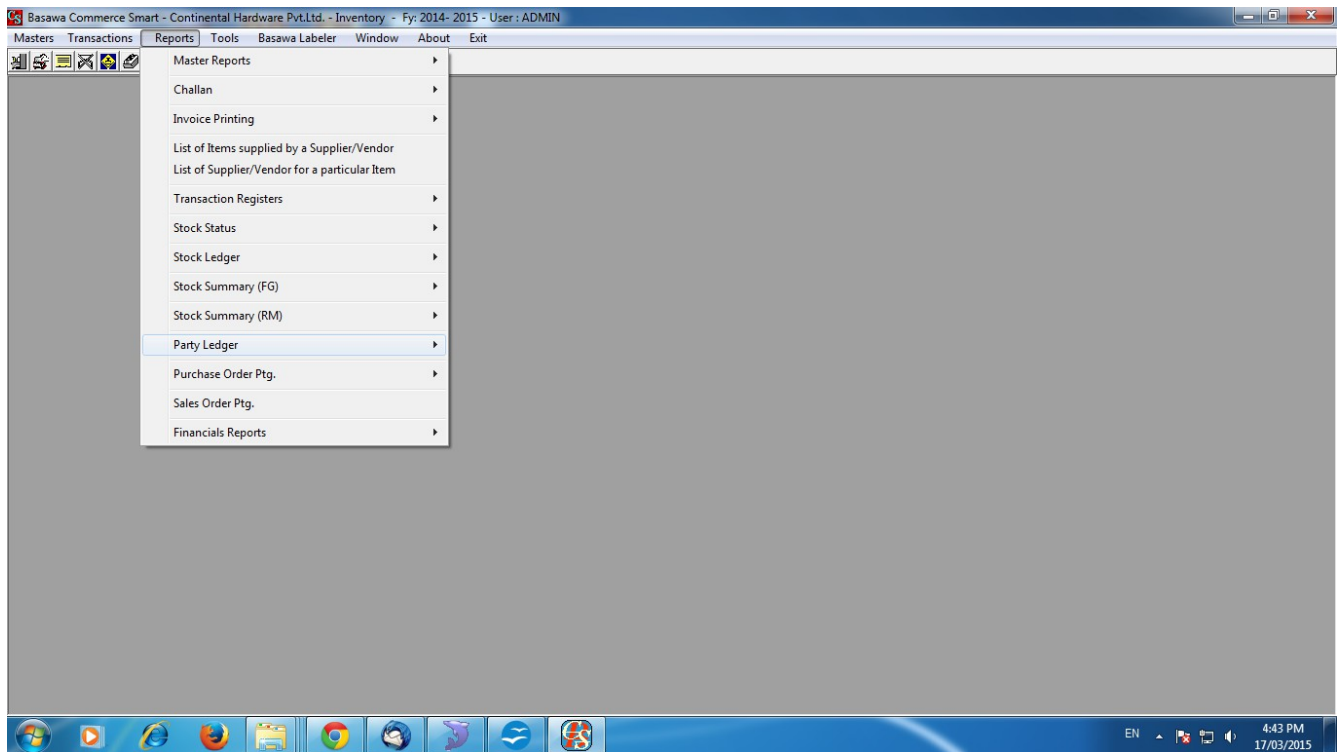 Basawa Commerce Smart - Continental Hardware Pvt.Ltd. - Inventory - Fy: 2014- 2015 - User : ADMIN
Masters Transactions Reports Tools Basawa Labeler Window About Exit
Master Reports
Challan
Invoice Printing
List of Items supplied by a Supplier/Vendor
List of Supplier/Vendor for a particular Item
Transaction Registers
Stock Status
Stock Ledger
Stock Summary (FG)
Stock Summary (RM)
Party Ledger
Purchase Order Ptg.
Sales Order Ptg.
Financials Reports
EN
4:43 PM
17/03/2015